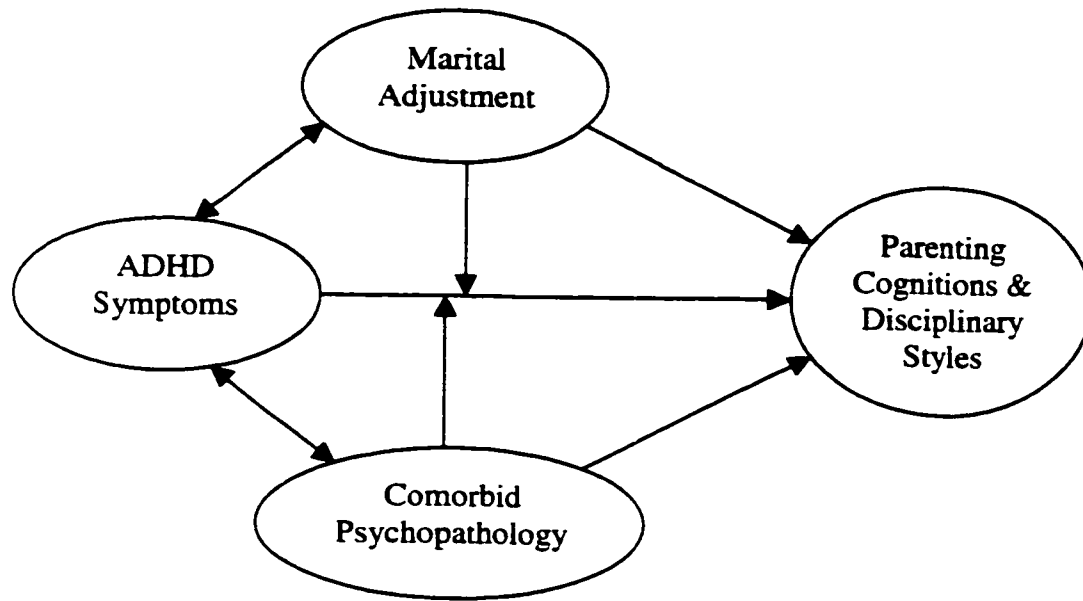 Marital
Adjustment
ADHD
Symptoms
Parenting
Cognitions &
Disciplinary
Styles
Comorbid
Psychopathology